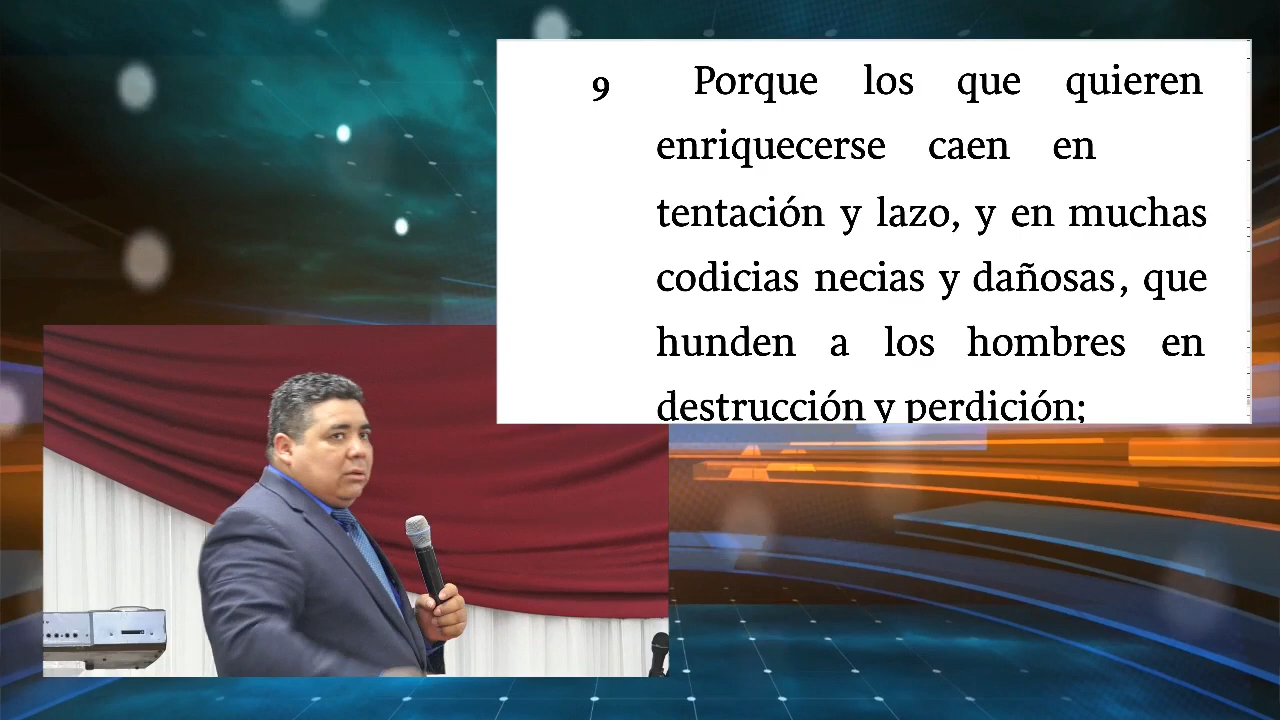 9 Porque los que quieren
enriquecerse caen en
tentación y lazo, y en muchas
codicias necias y dañosas, que
hunden a los hombres en
destrucción y perdición;